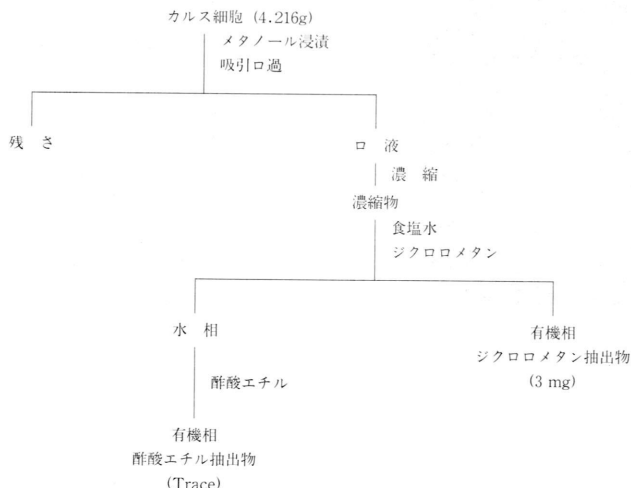 カルス細胞 (4.216g)
メタノール浸漬
吸引ロ過
残 さ
ロ 液
濃 縮
濃縮物
食塩水
ジクロロメタン
水 相
有機相
ジクロロメタン抽出物
(3 mg)
酢酸エチル
有機相
酢酸エチル抽出物
(Trace)